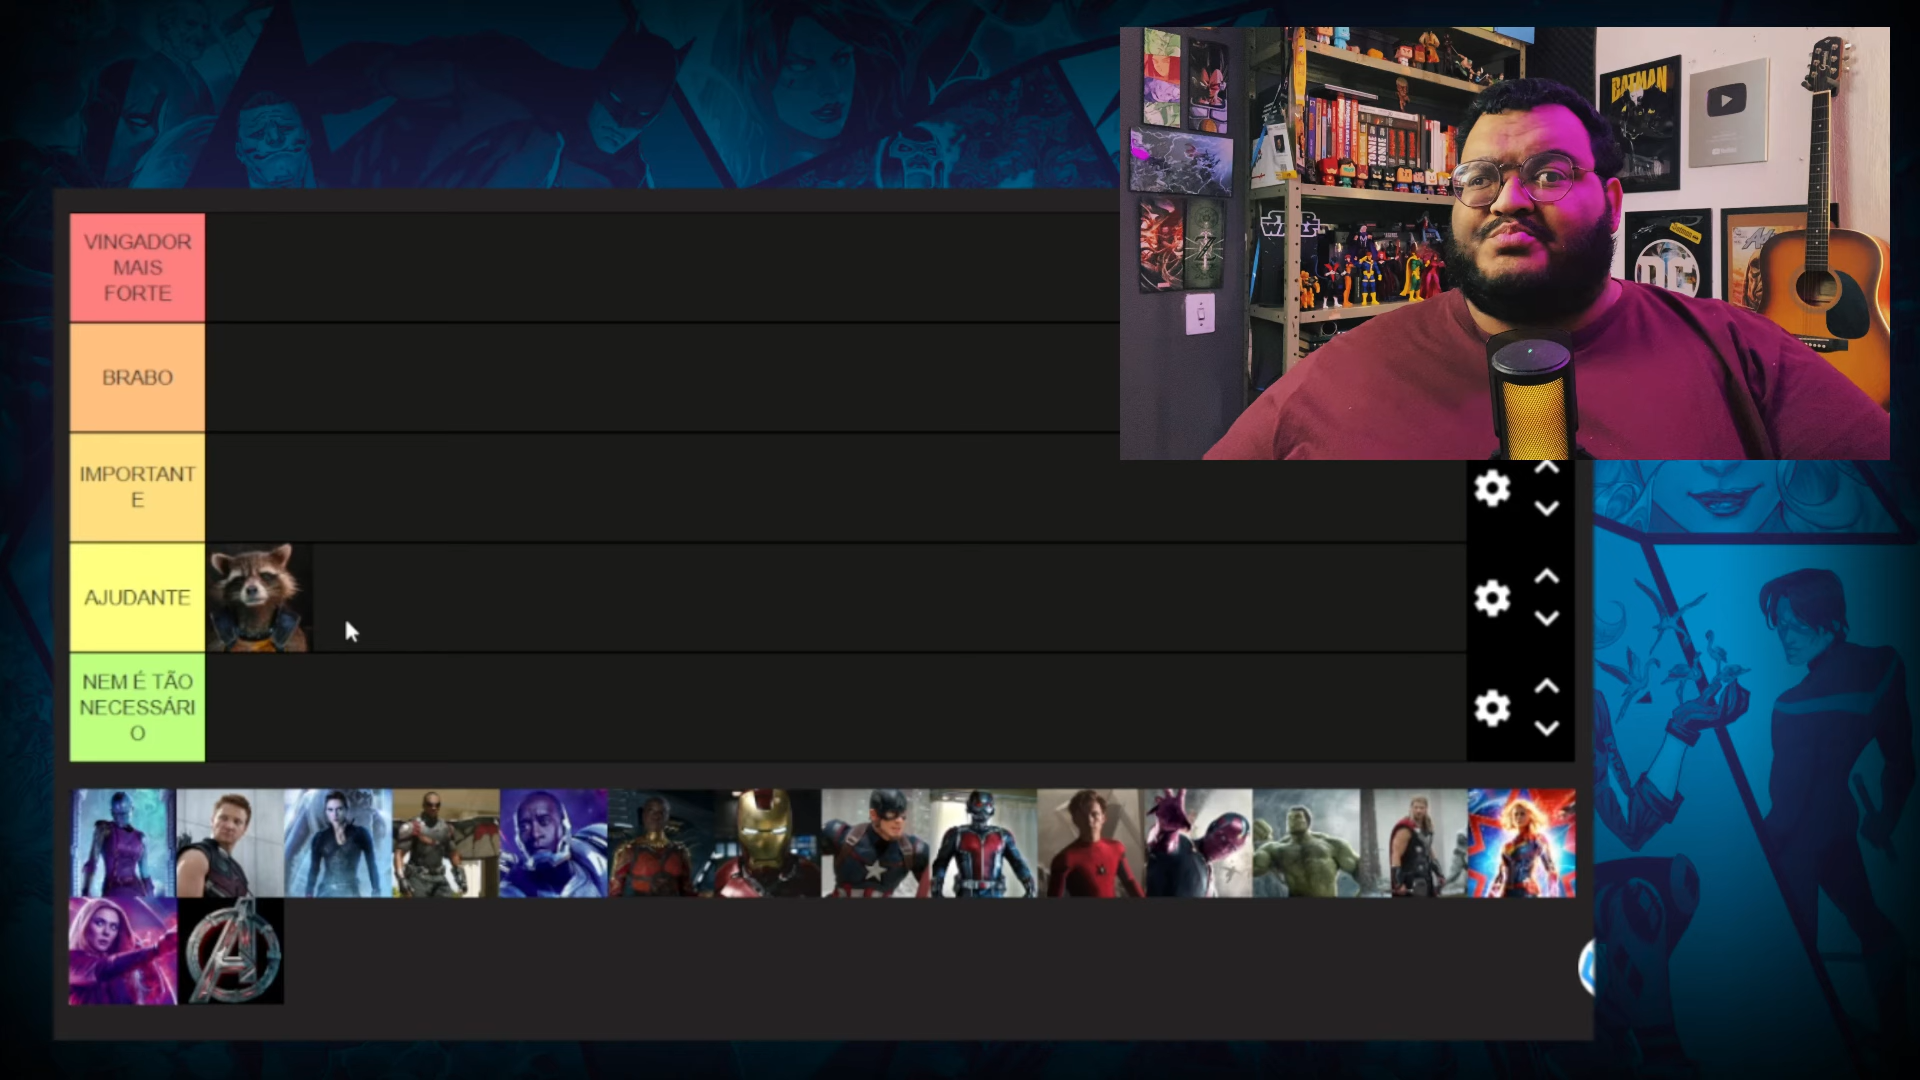 VINGADOR
MAIS
FORTE
BRABO
IMPORTANT
E
AJUDANTE
NEM É TÃO
NECESSÁRI
O
BATMAN
STAR
WARS
DC